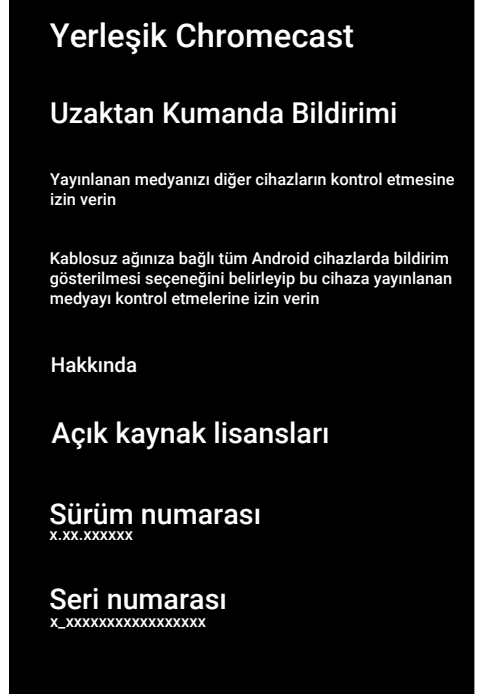 Yerleşik Chromecast
Uzaktan Kumanda Bildirimi
Yayınlanan medyanızı diğer cihazların kontrol etmesine
izin verin
Kablosuz ağınıza bağlı tüm Android cihazlarda bildirim
gösterilmesi seçeneğini belirleyip bu cihaza yayınlanan
medyayı kontrol etmelerine izin verin
Hakkında
Açık kaynak lisansları
Sürüm numarası
x.xx.xxxxxx
Seri numarası
x_xxxxxxxxxxxxxxxxx